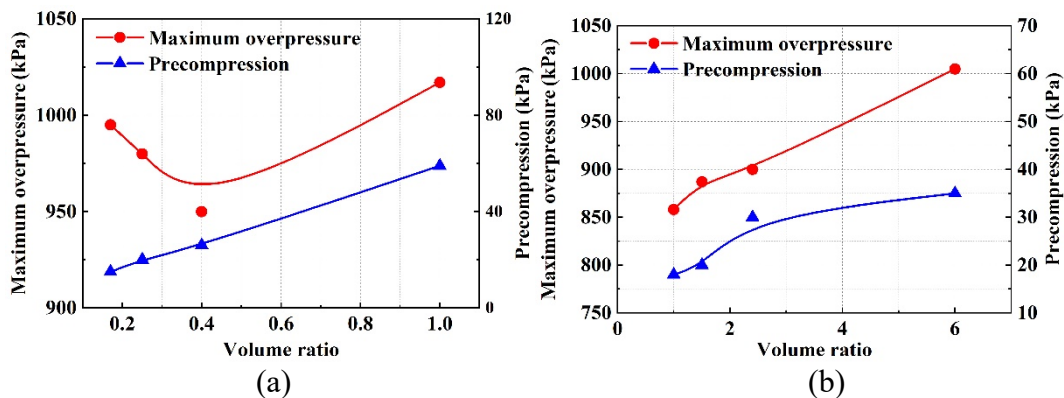 1050
1000
950
900
Maximum overpressure (kPa)
Maximum overpressure
Precompression
120
80
40
0
Precompression (kPa)
0.2 0.4 0.6 0.8 1.0
Volume ratio
(a)
1050
1000
950
900
850
800
750
Maximum overpressure (kPa)
Maximum overpressure
Precompression
70
60
50
40
30
20
10
Precompression (kPa)
0 2 4 6
Volume ratio
(b)